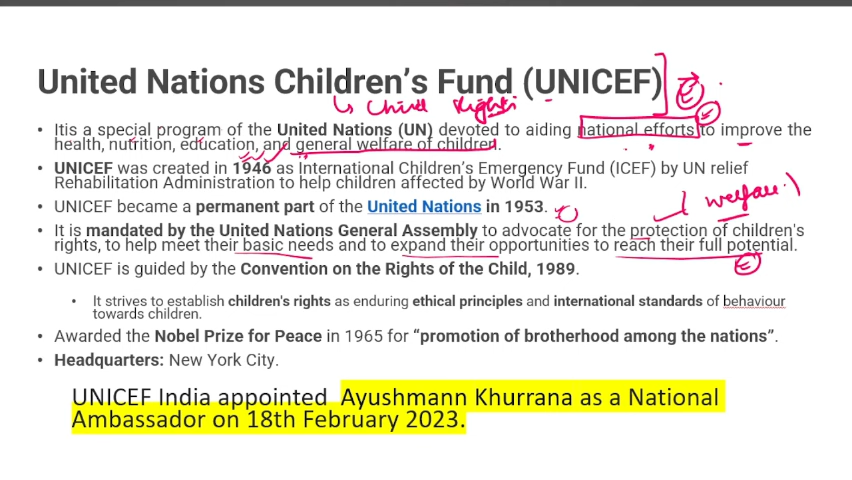 United Nations Children's Fund (UNICEF)
↳ Child Rights
• Itis a special program of the United Nations (UN) devoted to aiding national efforts to improve the
health, nutrition, education, and general welfare of children.
• UNICEF was created in 1946 as International Children's Emergency Fund (ICEF) by UN relief
Rehabilitation Administration to help children affected by World War II.
welfare
• UNICEF became a permanent part of the United Nations in 1953.
• It is mandated by the United Nations General Assembly to advocate for the protection of children's
rights, to help meet their basic needs and to expand their opportunities to reach their full potential.
• UNICEF is guided by the Convention on the Rights of the Child, 1989.
• It strives to establish children's rights as enduring ethical principles and international standards of behaviour
towards children.
• Awarded the Nobel Prize for Peace in 1965 for “promotion of brotherhood among the nations”.
• Headquarters: New York City.
UNICEF India appointed Ayushmann Khurrana as a National
Ambassador on 18th February 2023.